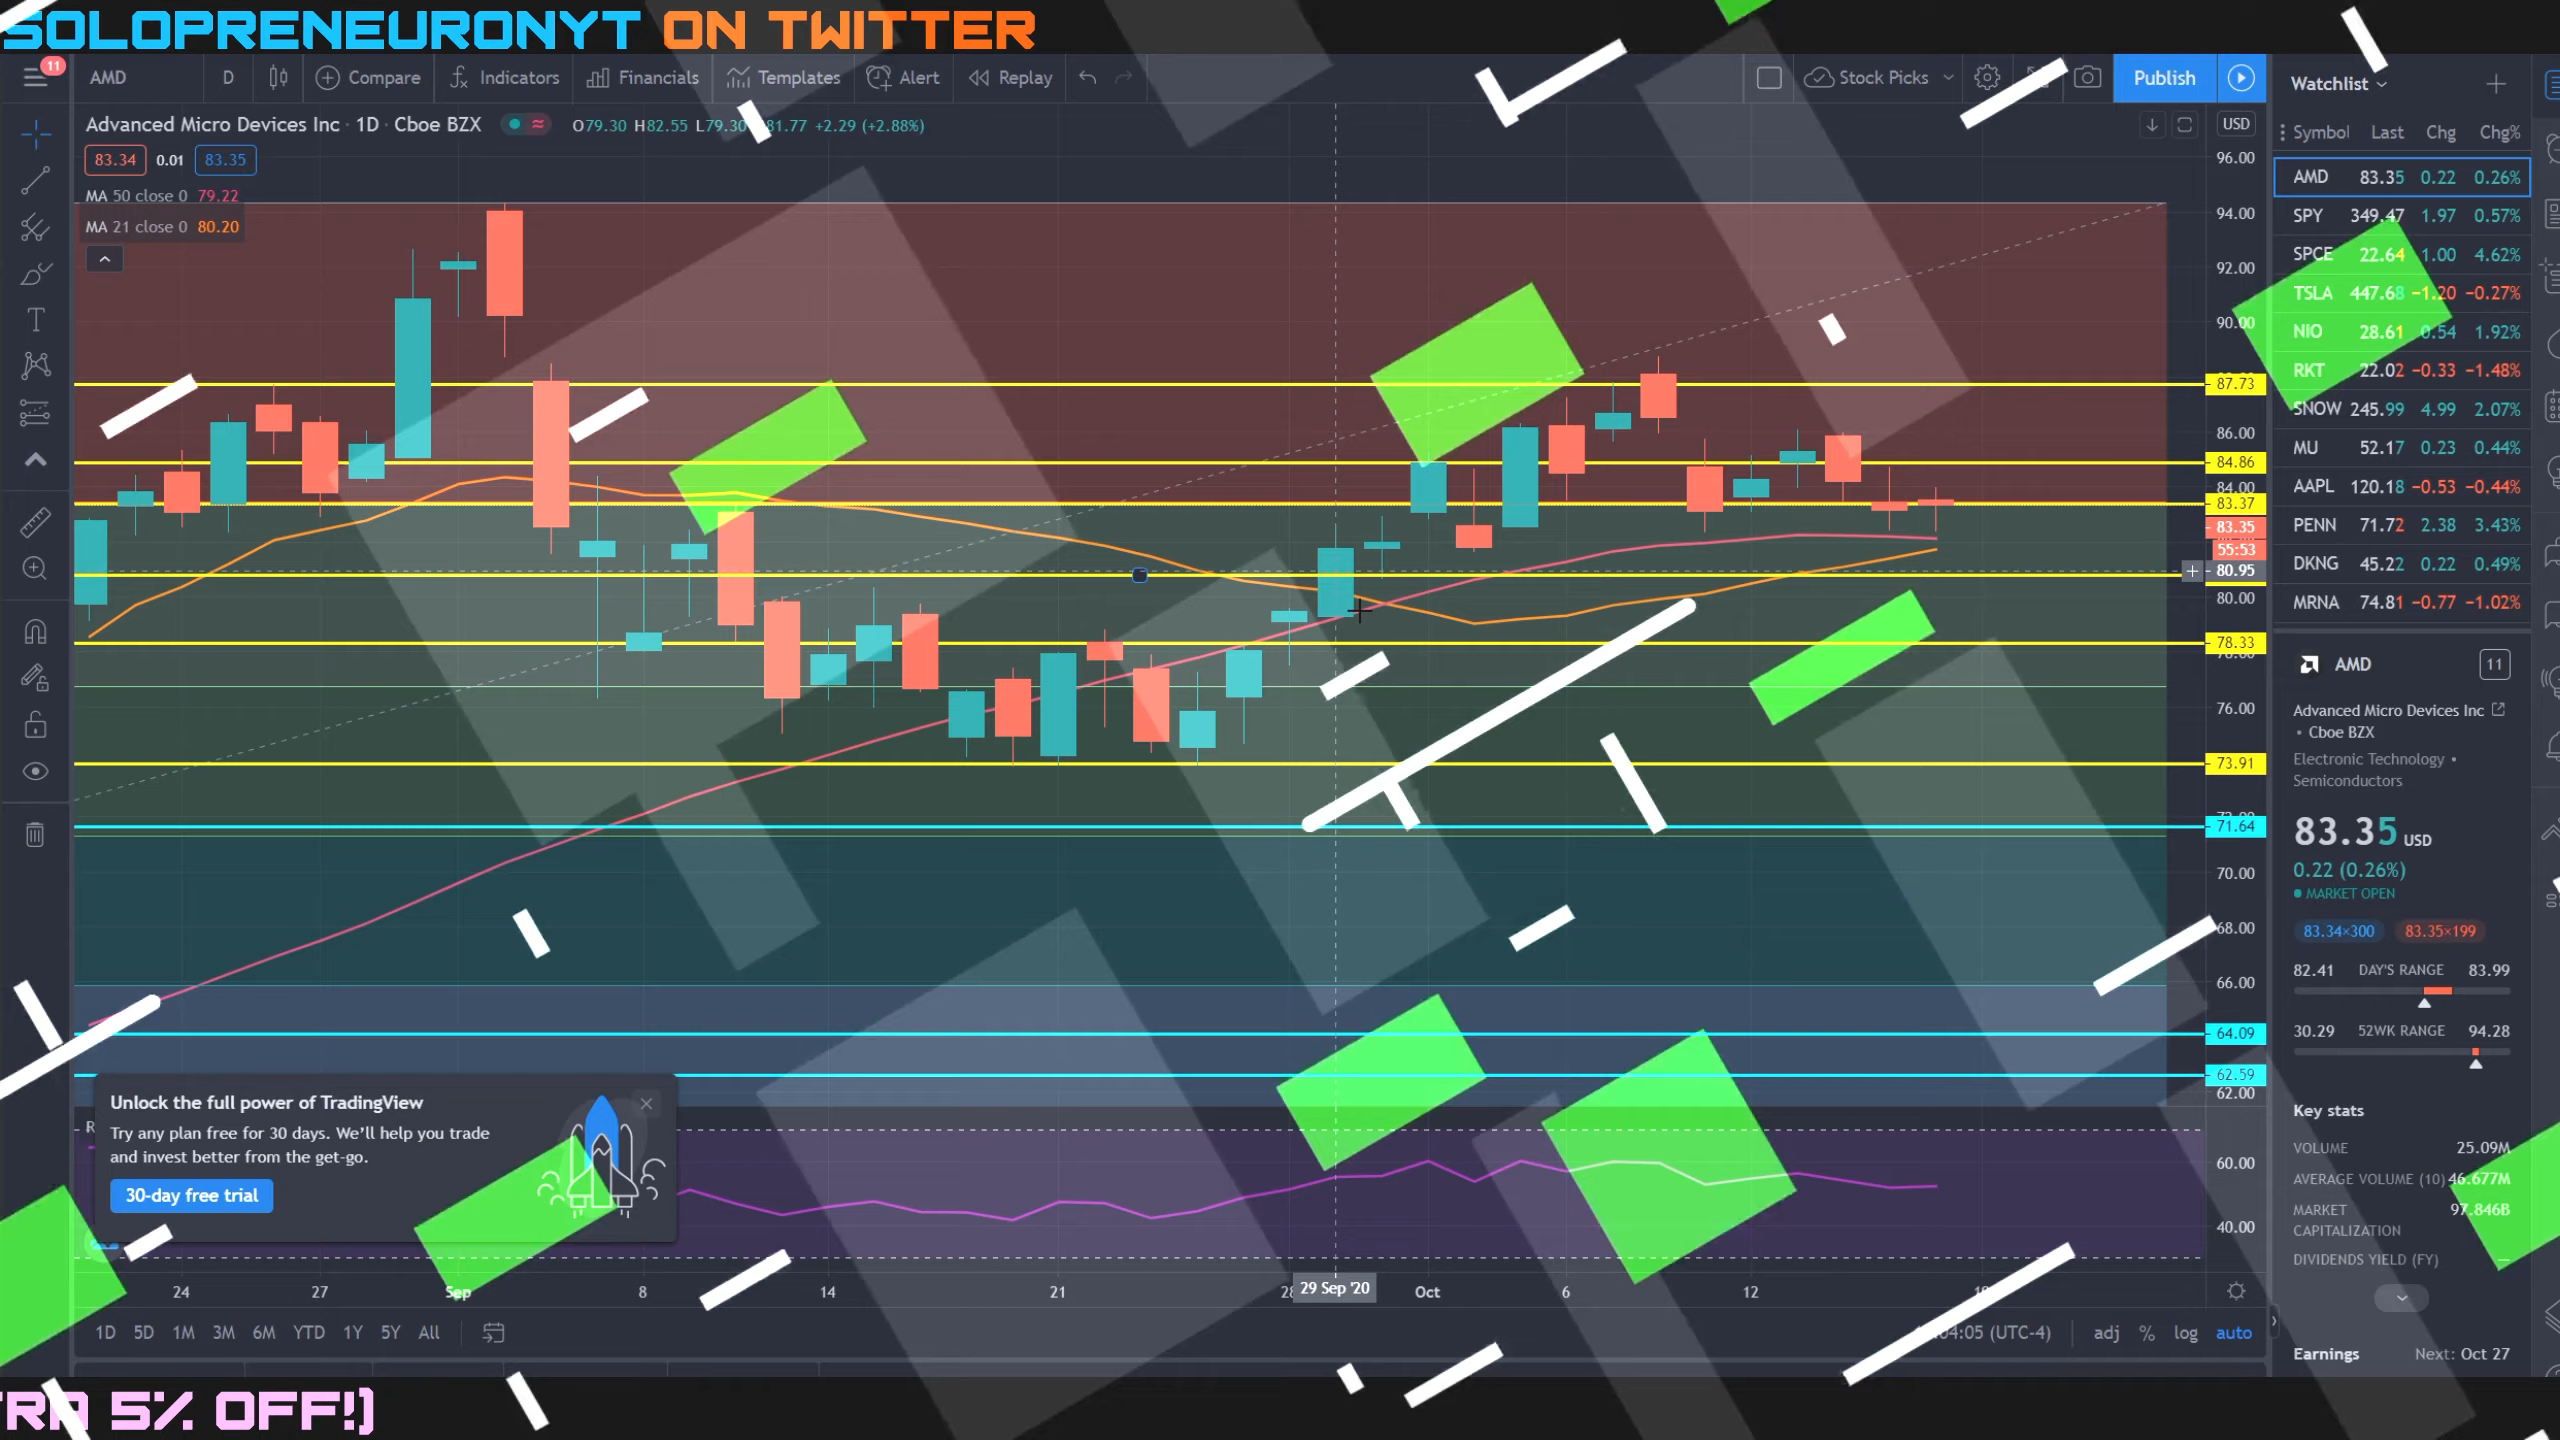 SOLOPRENEURONYT ON TWITTER
11
AMD D Compare Indicators Financials Templates Alert Replay Stock Picks Publish
Advanced Micro Devices Inc · 1D · Cboe BZX O79.30 H82.55 L79.30 81.77 +2.29 (+2.88%)
83.34 0.01 83.35
MA 50 close 0 79.22
MA 21 close 0 80.20
USD
96.00
94.00
92.00
90.00
87.73
86.00
84.86
84.00
83.37
83.35
55:53
80.95
80.00
78.33
76.00
73.91
71.64
70.00
68.00
66.00
64.09
62.59
62.00
60.00
40.00
Unlock the full power of TradingView
Try any plan free for 30 days. We'll help you trade
and invest better from the get-go.
30-day free trial
24 27 Sep 8 14 21 28 29 Sep '20 Oct 6 12
1D 5D 1M 3M 6M YTD 1Y 5Y All
04:05 (UTC-4) adj % log auto
Watchlist
Symbol Last Chg Chg%
AMD 83.35 0.22 0.26%
SPY 349.47 1.97 0.57%
SPCE 22.64 1.00 4.62%
TSLA 447.68 −1.20 −0.27%
NIO 28.61 0.54 1.92%
RKT 22.02 −0.33 −1.48%
SNOW 245.99 4.99 2.07%
MU 52.17 0.23 0.44%
AAPL 120.18 −0.53 −0.44%
PENN 71.72 2.38 3.43%
DKNG 45.22 0.22 0.49%
MRNA 74.81 −0.77 −1.02%
AMD 11
Advanced Micro Devices Inc
• Cboe BZX
Electronic Technology •
Semiconductors
83.35 USD
0.22 (0.26%)
MARKET OPEN
83.34×300 83.35×199
82.41 DAY'S RANGE 83.99
30.29 52WK RANGE 94.28
Key stats
VOLUME 25.09M
AVERAGE VOLUME (10) 46.677M
MARKET 97.846B
CAPITALIZATION
DIVIDENDS YIELD (FY) —
Earnings Next: Oct 27
TRA 5% OFF!)